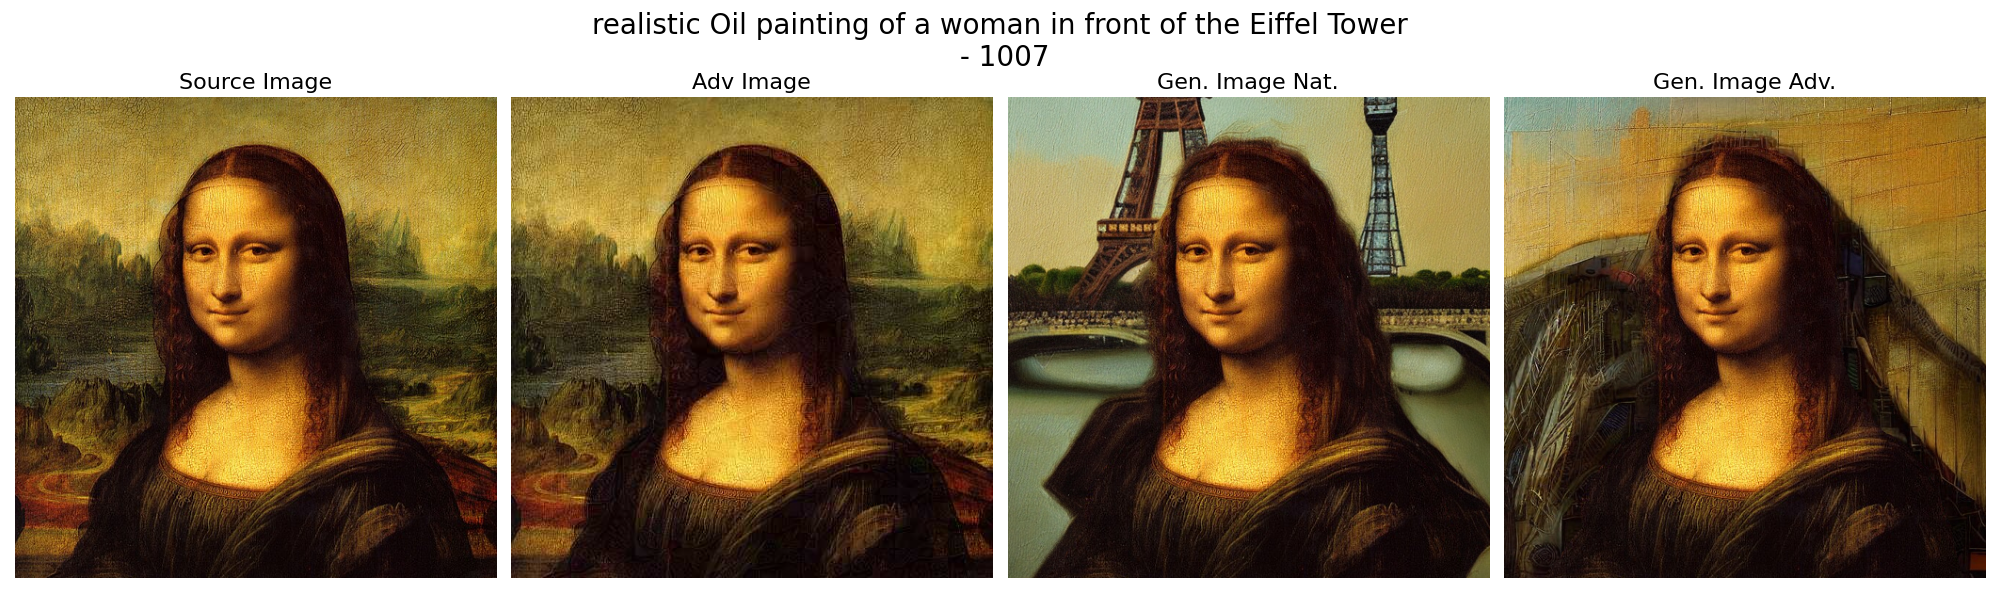 realistic Oil painting of a woman in front of the Eiffel Tower
- 1007
Source Image
Adv Image
Gen. Image Nat.
Gen. Image Adv.